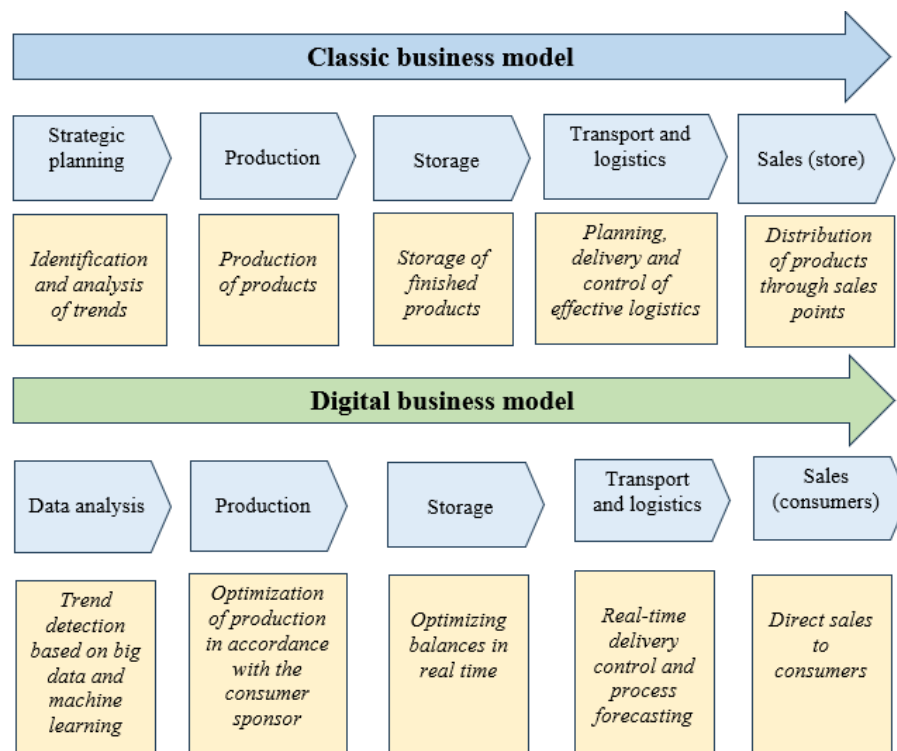 Classic business model
Strategic
planning
Production
Storage
Transport and
logistics
Sales (store)
Identification
and analysis
of trends
Production
of products
Storage of
finished
products
Planning,
delivery and
control of
effective logistics
Distribution
of products
through sales
points
Digital business model
Data analysis
Production
Storage
Transport
and logistics
Sales
(consumers)
Trend
detection
based on big
data and
machine
learning
Optimization
of production
in accordance
with the
consumer
sponsor
Optimizing
balances in
real time
Real-time
delivery
control and
process
forecasting
Direct sales
to
consumers